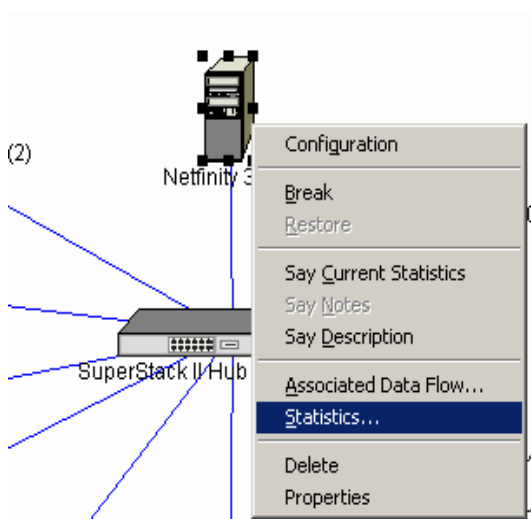 (2)
Netfinity 3
SuperStack II Hub
Configuration
Break
Restore
Say Current Statistics
Say Notes
Say Description
Associated Data Flow...
Statistics...
Delete
Properties